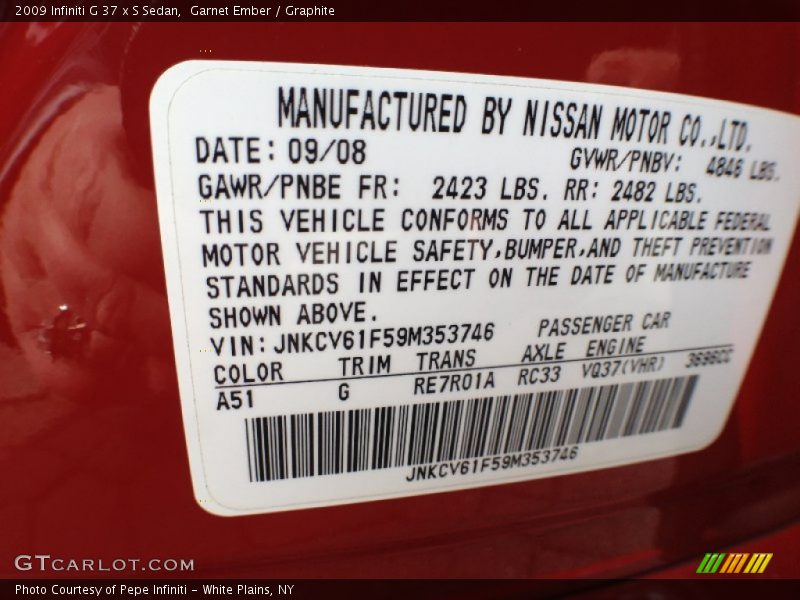 2009 Infiniti G 37 x S Sedan,  Garnet Ember / Graphite
MANUFACTURED BY NISSAN MOTOR CO.,LTD.
DATE: 09/08 GVWR/PNBV: 4846 LBS.
GAWR/PNBE FR: 2423 LBS. RR: 2482 LBS.
THIS VEHICLE CONFORMS TO ALL APPLICABLE FEDERAL
MOTOR VEHICLE SAFETY,BUMPER,AND THEFT PREVENTION
STANDARDS IN EFFECT ON THE DATE OF MANUFACTURE
SHOWN ABOVE.
VIN: JNKCV61F59M353746 PASSENGER CAR
COLOR TRIM TRANS AXLE ENGINE
A51 G RE7R01A RC33 VQ37(VHR) 3696CC
JNKCV61F59M353746
GTCARLOT.COM
Photo Courtesy of Pepe Infiniti - White Plains, NY